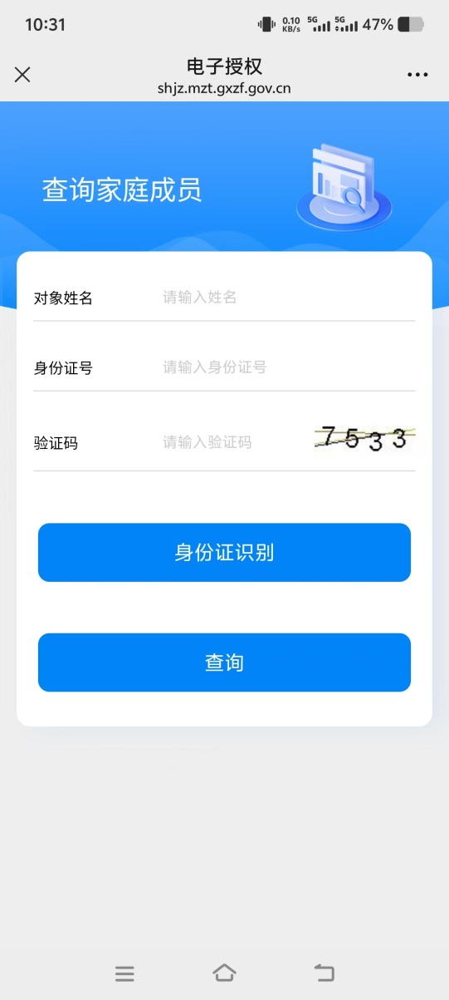 10:31
0.10
KB/s
5G
5G
47%
电子授权
shjz.mzt.gxzf.gov.cn
查询家庭成员
对象姓名 请输入姓名
身份证号 请输入身份证号
验证码 请输入验证码 7533
身份证识别
查询